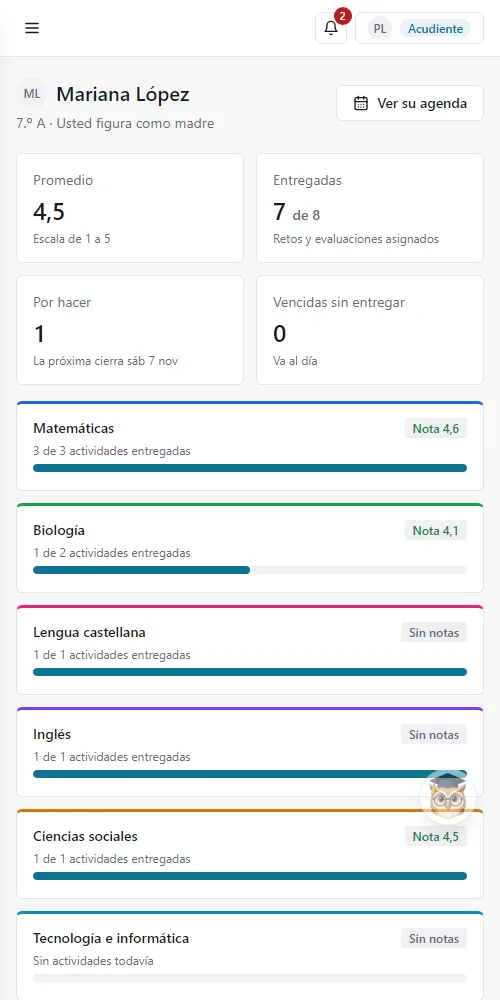 2
PL Acudiente
ML Mariana López
7.º A · Usted figura como madre
Ver su agenda
Promedio
4,5
Escala de 1 a 5
Entregadas
7 de 8
Retos y evaluaciones asignados
Por hacer
1
La próxima cierra sáb 7 nov
Vencidas sin entregar
0
Va al día
Matemáticas
Nota 4,6
3 de 3 actividades entregadas
Biología
Nota 4,1
1 de 2 actividades entregadas
Lengua castellana
Sin notas
1 de 1 actividades entregadas
Inglés
Sin notas
1 de 1 actividades entregadas
Ciencias sociales
Nota 4,5
1 de 1 actividades entregadas
Tecnología e informática
Sin notas
Sin actividades todavía